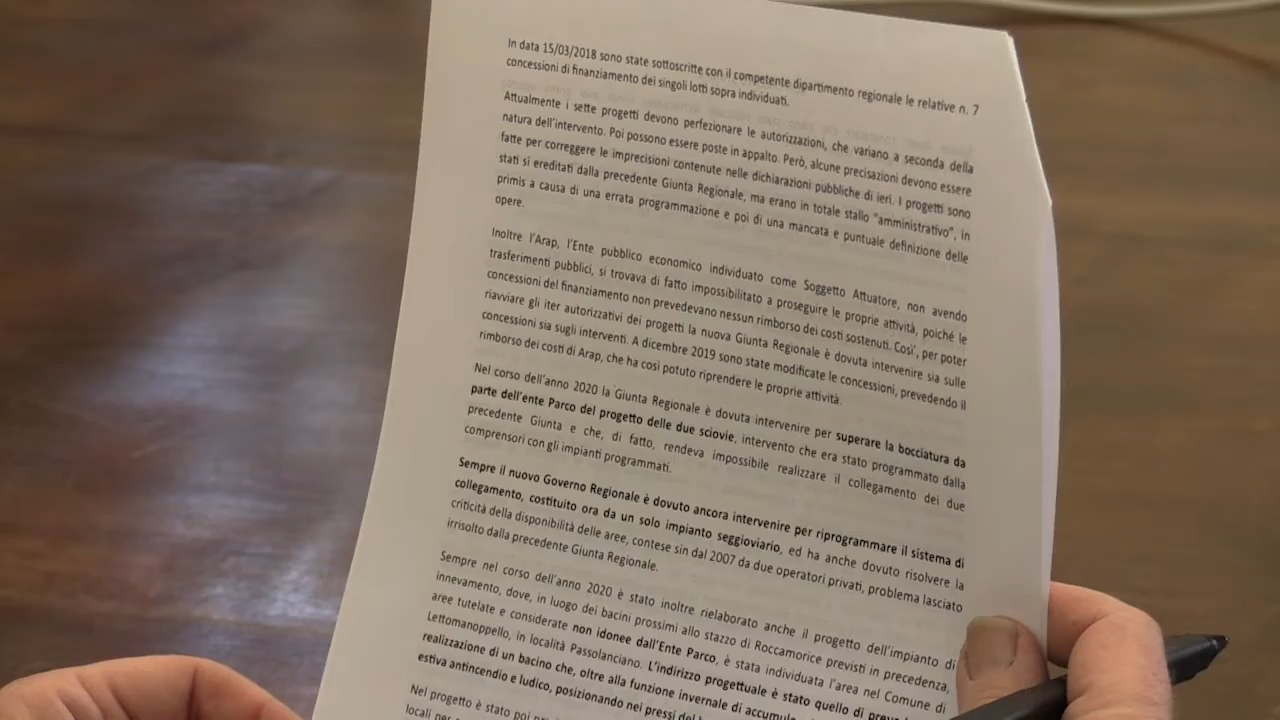 In data 15/03/2018 sono state sottoscritte con il competente dipartimento regionale le relative n. 7
concessioni di finanziamento dei singoli lotti sopra individuati.
Attualmente i sette progetti devono perfezionare le autorizzazioni, che variano a seconda della
natura dell'intervento. Poi possono essere poste in appalto. Però, alcune precisazioni devono essere
fatte per correggere le imprecisioni contenute nelle dichiarazioni pubbliche di ieri. I progetti sono
stati si ereditati dalla precedente Giunta Regionale, ma erano in totale stallo "amministrativo", in
primis a causa di una errata programmazione e poi di una mancata e puntuale definizione delle
opere.
Inoltre l'Arap, l'Ente pubblico economico individuato come Soggetto Attuatore, non avendo
trasferimenti pubblici, si trovava di fatto impossibilitato a proseguire le proprie attività, poiché le
concessioni del finanziamento non prevedevano nessun rimborso dei costi sostenuti. Così', per poter
riavviare gli iter autorizzativi dei progetti la nuova Giunta Regionale è dovuta intervenire sia sulle
concessioni sia sugli interventi. A dicembre 2019 sono state modificate le concessioni, prevedendo il
rimborso dei costi di Arap, che ha così potuto riprendere le proprie attività.
Nel corso dell'anno 2020 la Giunta Regionale è dovuta intervenire per superare la bocciatura da
parte dell'ente Parco del progetto delle due sciovie, intervento che era stato programmato dalla
precedente Giunta e che, di fatto, rendeva impossibile realizzare il collegamento dei due
comprensori con gli impianti programmati.
Sempre il nuovo Governo Regionale è dovuto ancora intervenire per riprogrammare il sistema di
collegamento, costituito ora da un solo impianto seggioviario, ed ha anche dovuto risolvere la
criticità della disponibilità delle aree, contese sin dal 2007 da due operatori privati, problema lasciato
irrisolto dalla precedente Giunta Regionale.
Sempre nel corso dell'anno 2020 è stato inoltre rielaborato anche il progetto dell'impianto di
innevamento, dove, in luogo dei bacini prossimi allo stazzo di Roccamorice previsti in precedenza,
aree tutelate e considerate non idonee dall'Ente Parco, è stata individuata l'area nel Comune di
Lettomanoppello, in località Passolanciano. L'indirizzo progettuale è stato quello di
realizzazione di un bacino che, oltre alla funzione invernale di
estiva antincendio e ludico, posizionando nei pressi
Nel progetto è stato poi
locali per